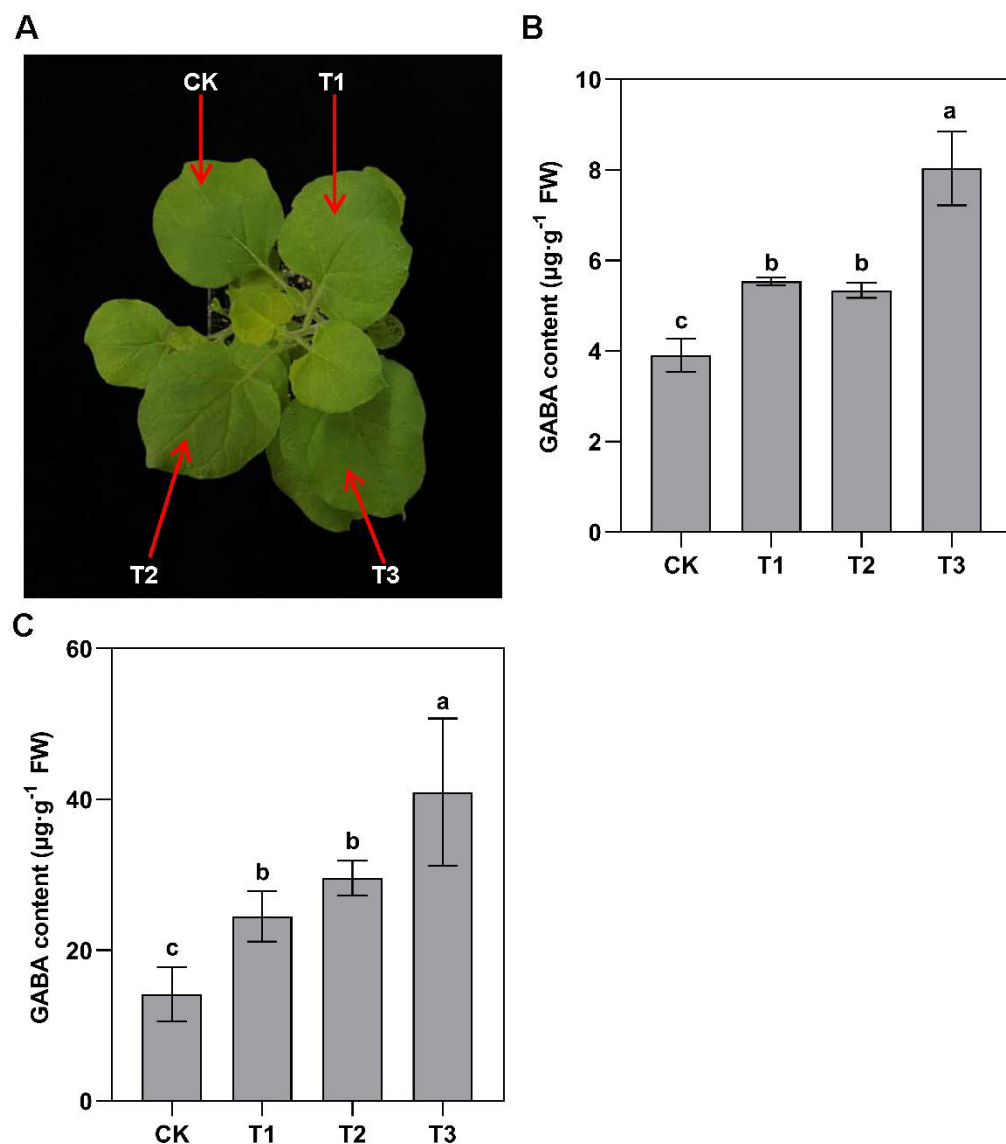 A
CK T1
T2 T3
B
GABA content (µg·g⁻¹ FW)
10
8
6
4
2
0
c b b a
CK T1 T2 T3
C
GABA content (µg·g⁻¹ FW)
60
40
20
0
c b b a
CK T1 T2 T3